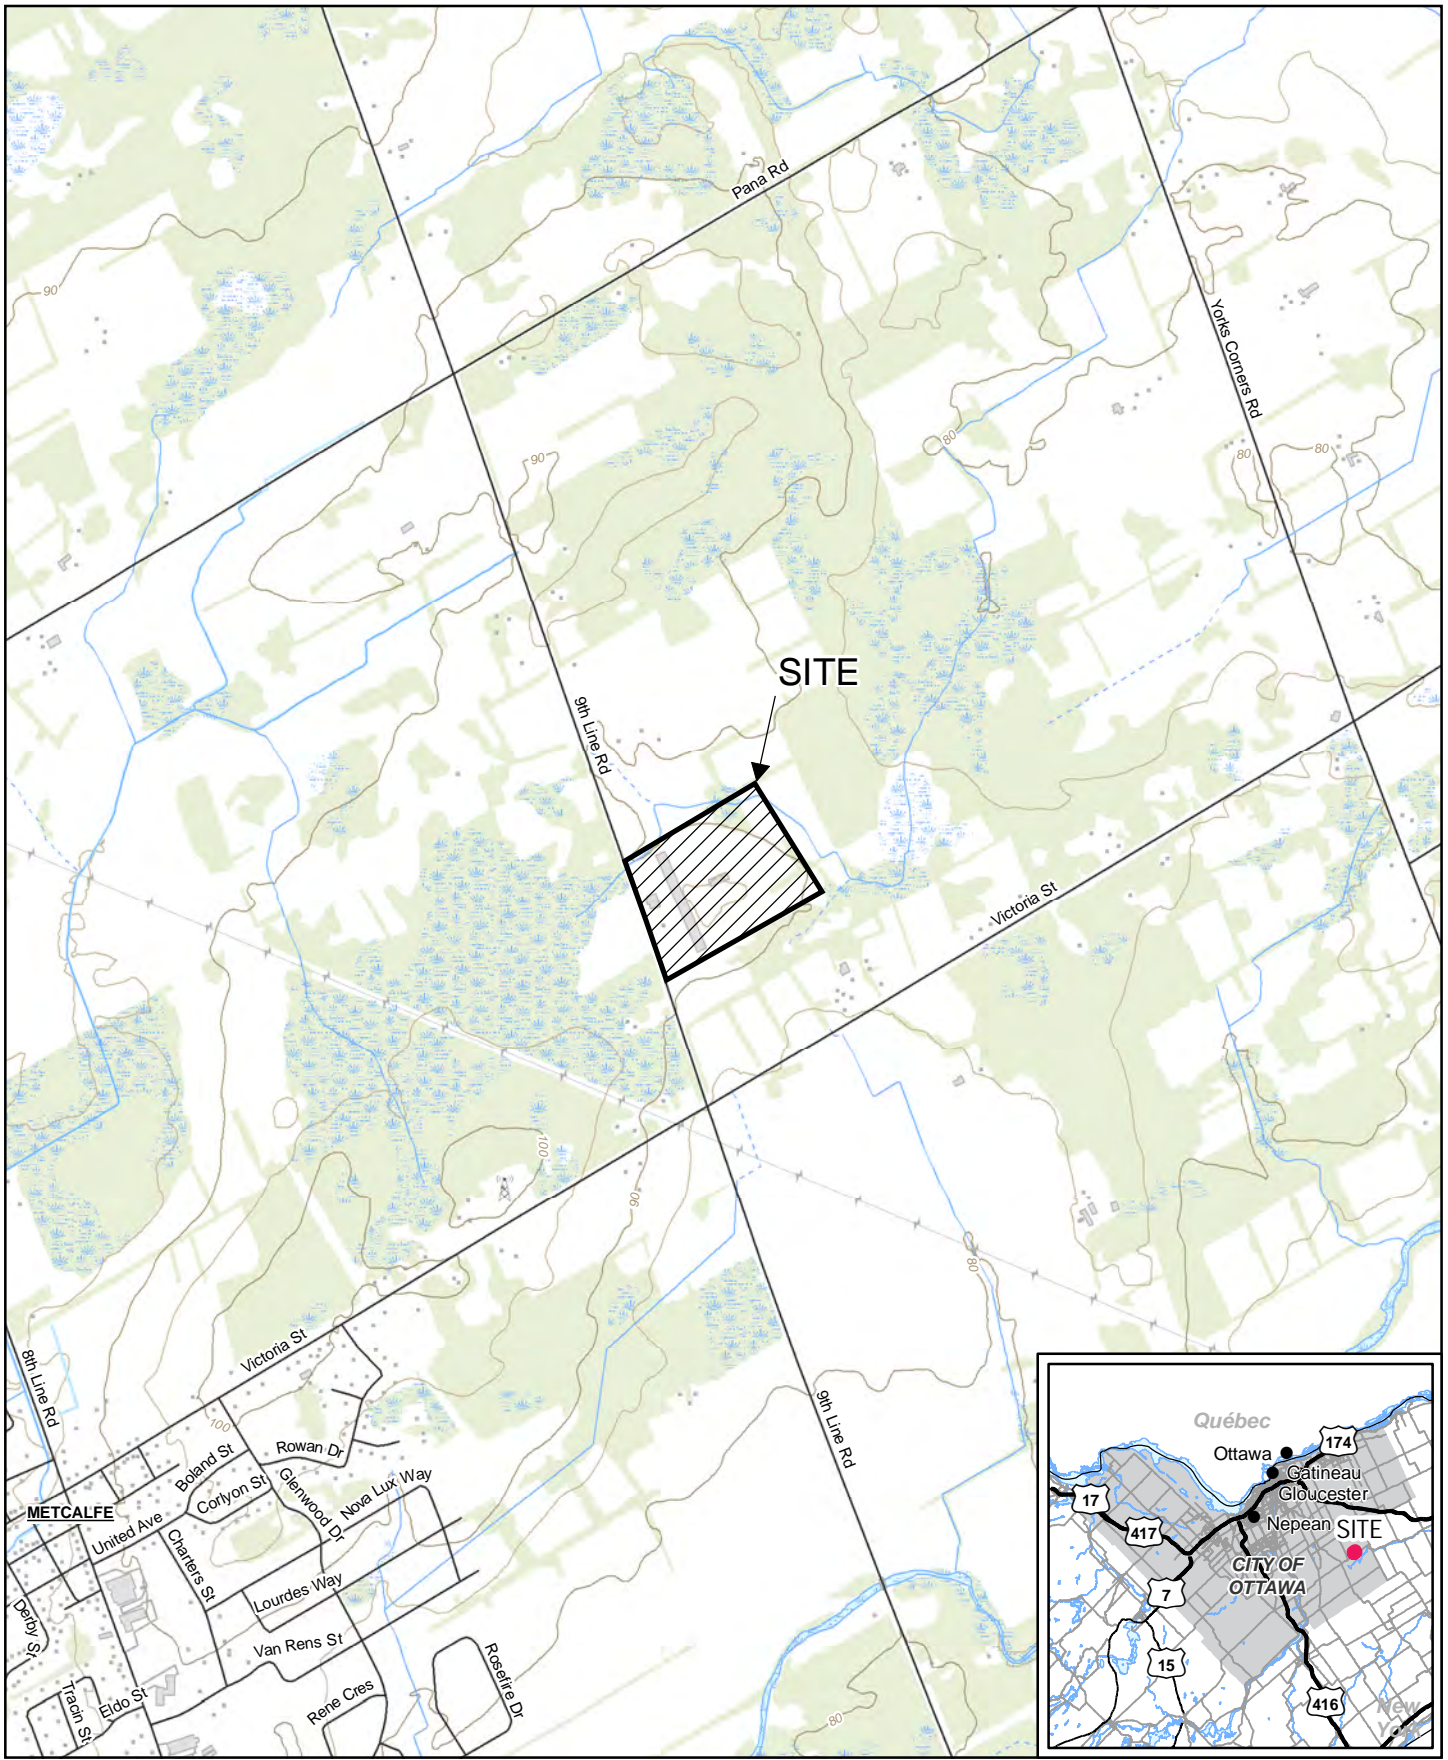 Pana Rd
90
Yorks Corners Rd
80
80
80
90
SITE
9th Line Rd
Victoria St
100
90
80
Victoria St
8th Line Rd
9th Line Rd
100
Rowan Dr
Boland St
Glenwood Dr
Nova Lux Way
Corlyon St
METCALFE
United Ave
Charters St
Lourdes Way
Derby St
Van Rens St
Rosefire Dr
Tracin St
Eldo St
Rene Cres
80
Québec
Ottawa
174
Gatineau
Gloucester
17
Nepean
SITE
417
CITY OF
OTTAWA
7
15
416
New
York